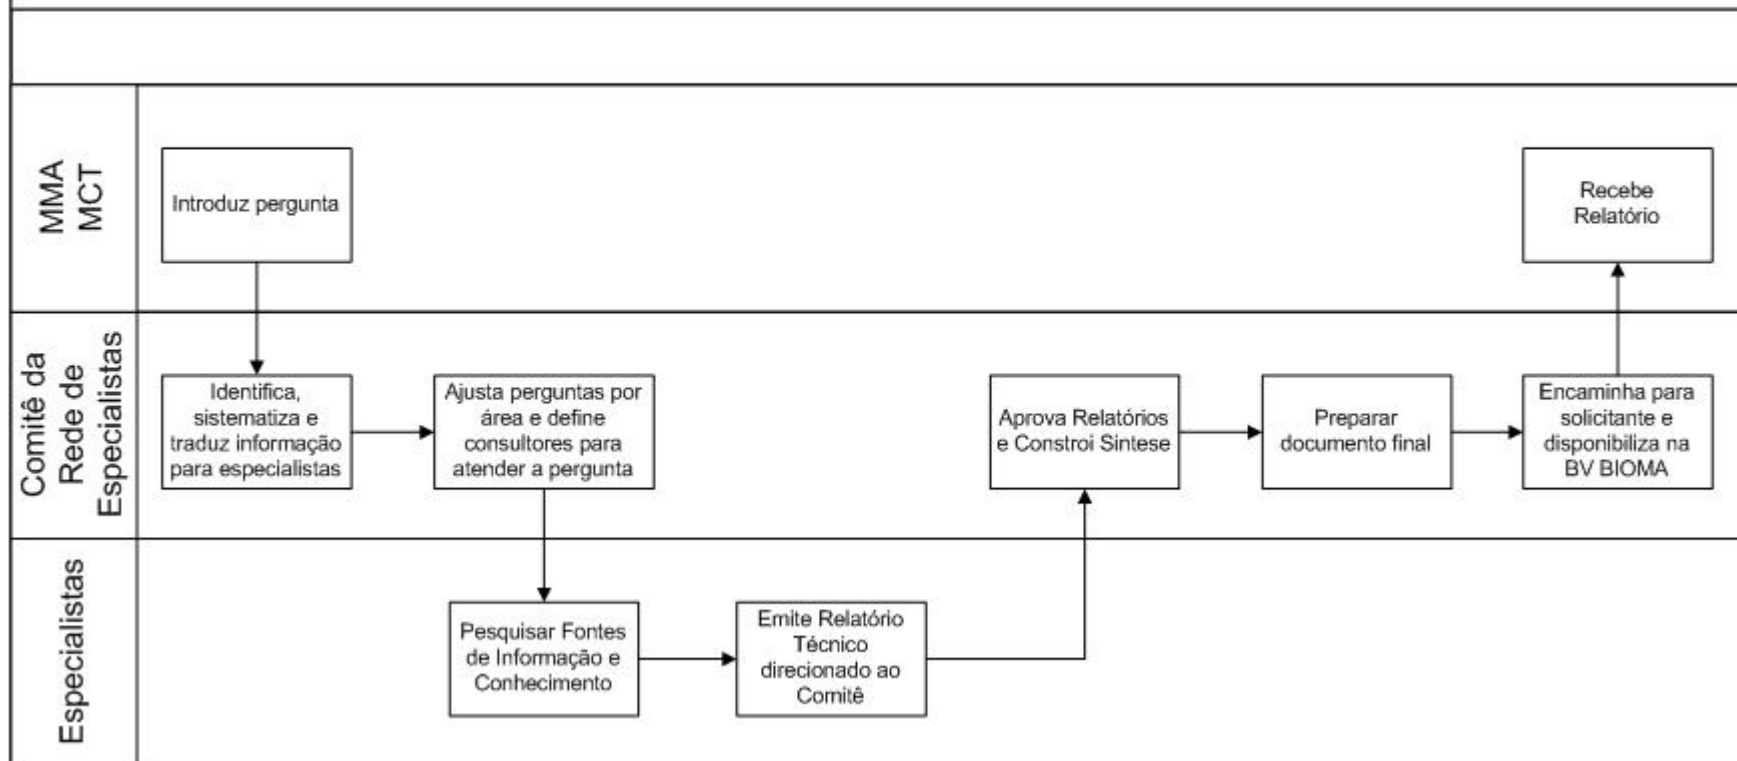 MMA
MCT
Introduz pergunta
Recebe
Relatório
Comitê da
Rede de
Especialistas
Identifica,
sistematiza e
traduz informação
para especialistas
Ajusta perguntas por
área e define
consultores para
atender a pergunta
Aprova Relatórios
e Constroi Sintese
Preparar
documento final
Encaminha para
solicitante e
disponibiliza na
BV BIOMA
Especialistas
Pesquisar Fontes
de Informação e
Conhecimento
Emite Relatório
Técnico
direcionado ao
Comitê